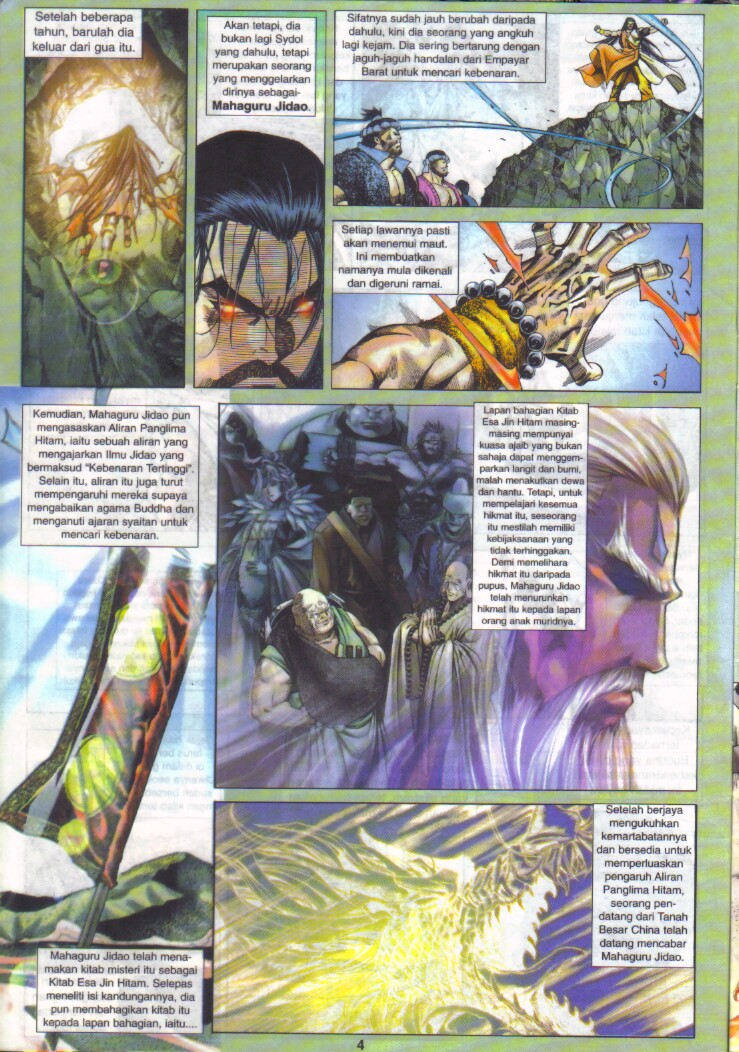 Setelah beberapa
tahun, barulah dia
keluar dari gua itu.
Akan tetapi, dia
bukan lagi Sydol
yang dahulu, tetapi
merupakan seorang
yang menggelarkan
dirinya sebagai-
Mahaguru Jidao.
Sifatnya sudah jauh berubah daripada
dahulu, kini dia seorang yang angkuh
lagi kejam. Dia sering bertarung dengan
jaguh-jaguh handalan dari Empayar
Barat untuk mencari kebenaran.
Setiap lawannya pasti
akan menemui maut.
Ini membuatkan
namanya mula dikenali
dan digeruni ramai.
Kemudian, Mahaguru Jidao pun
mengasaskan Aliran Panglima
Hitam, iaitu sebuah aliran yang
mengajarkan Ilmu Jidao yang
bermaksud "Kebenaran Tertinggi".
Selain itu, aliran itu juga turut
mempengaruhi mereka supaya
mengabaikan agama Buddha dan
menganuti ajaran syaitan untuk
mencari kebenaran.
Mahaguru Jidao telah mena-
makan kitab misteri itu sebagai
Kitab Esa Jin Hitam. Selepas
meneliti isi kandungannya, dia
pun membahagikan kitab itu
kepada lapan bahagian, iaitu....
Lapan bahagian Kitab
Esa Jin Hitam masing-
masing mempunyai
kuasa ajaib yang bukan
sahaja dapat menggem-
parkan langit dan bumi,
malah menakutkan dewa
dan hantu. Tetapi, untuk
mempelajari kesemua
hikmat itu, seseorang
itu mestilah memiliki
kebijaksanaan yang
tidak terhinggakan.
Demi memelihara
hikmat itu daripada
pupus, Mahaguru Jidao
telah menurunkan
hikmat itu kepada lapan
orang anak muridnya.
Setelah berjaya
mengukuhkan
kemartabatannya
dan bersedia untuk
memperluaskan
pengaruh Aliran
Panglima Hitam,
seorang pen-
datang dari Tanah
Besar China telah
datang mencabar
Mahaguru Jidao.
4